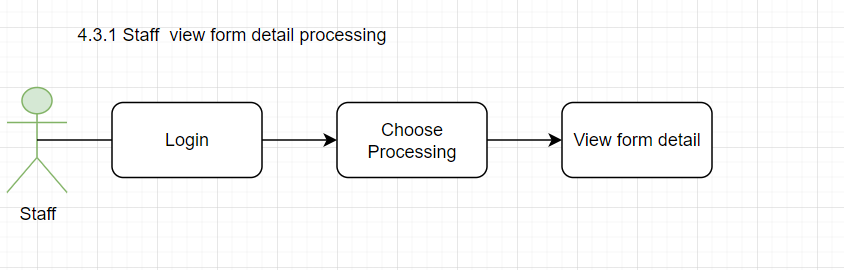 4.3.1 Staff  view form detail processing
Login
Choose
Processing
View form detail
Staff